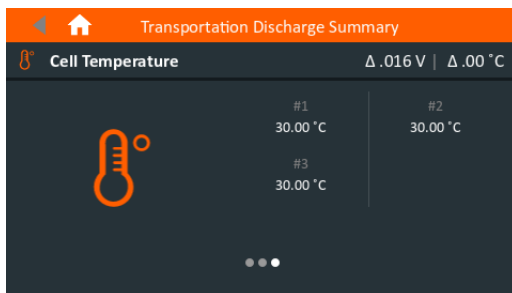 Transportation Discharge Summary
Cell Temperature Δ .016 V | Δ .00 °C
#1 #2
30.00 °C 30.00 °C
#3
30.00 °C